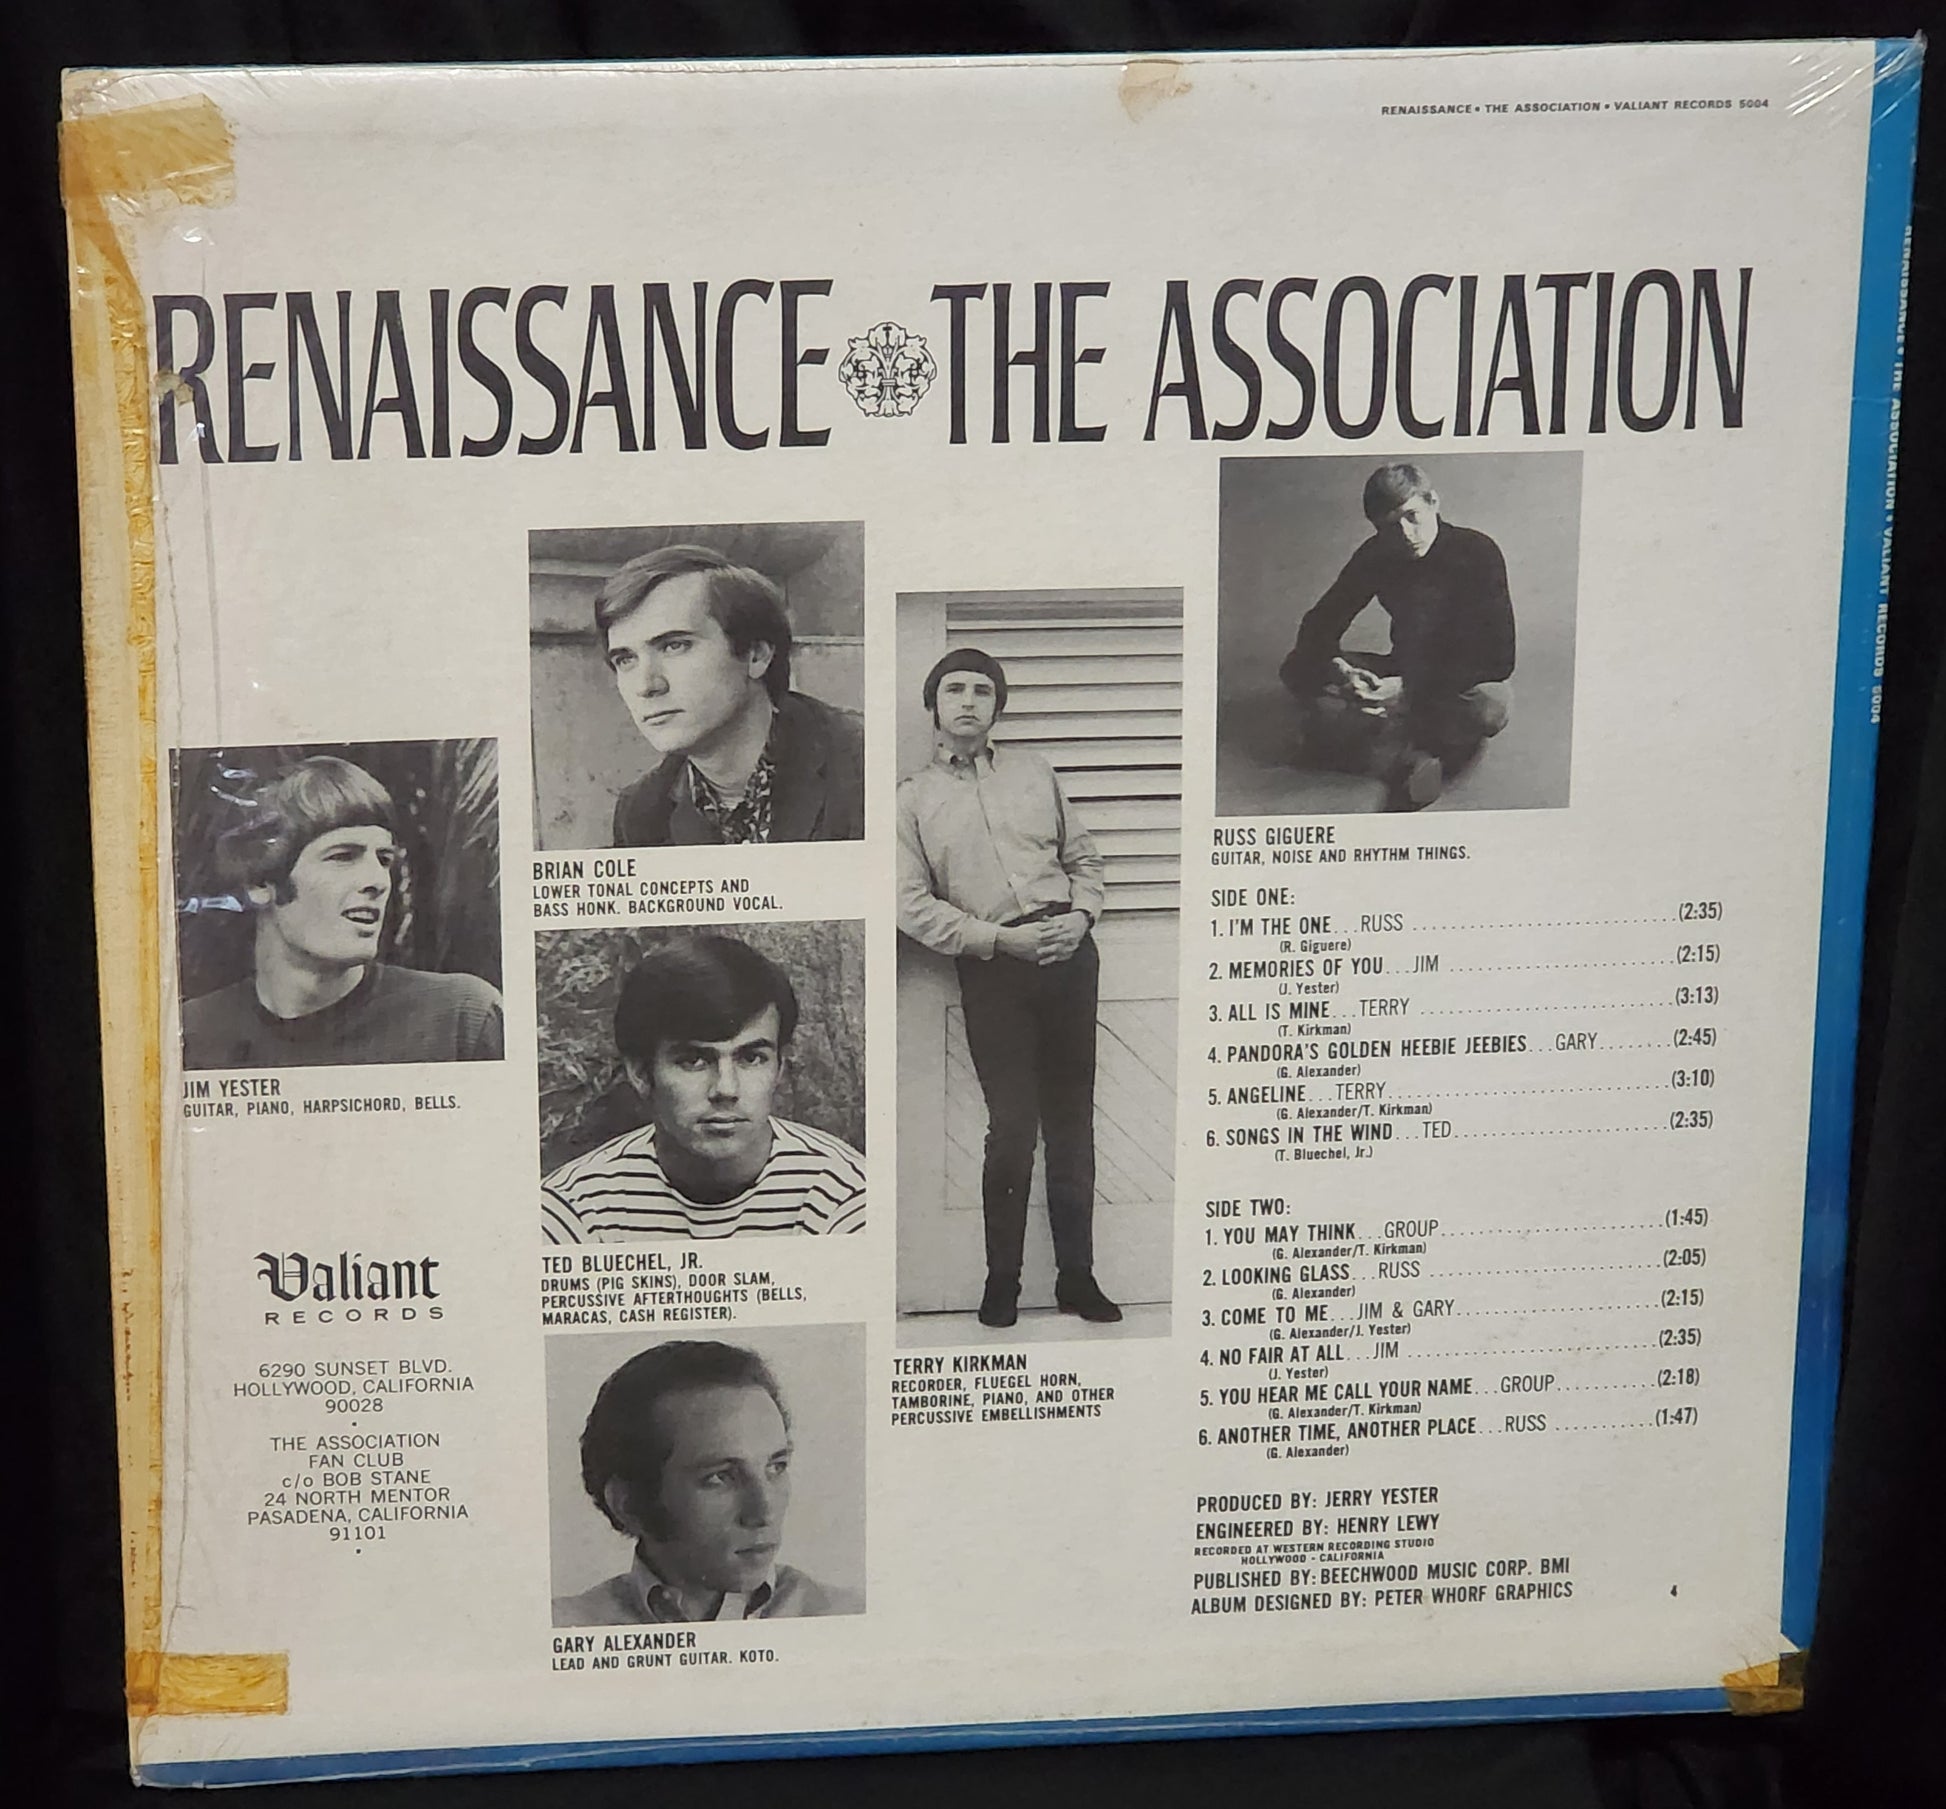 RENAISSANCE • THE ASSOCIATION • VALIANT RECORDS 5004
RENAISSANCE THE ASSOCIATION
RENAISSANCE • THE ASSOCIATION • VALIANT RECORDS 5004
JIM YESTER
GUITAR, PIANO, HARPSICHORD, BELLS.
Valiant
RECORDS
6290 SUNSET BLVD.
HOLLYWOOD, CALIFORNIA
90028
•
THE ASSOCIATION
FAN CLUB
c/o BOB STANE
24 NORTH MENTOR
PASADENA, CALIFORNIA
91101
•
BRIAN COLE
LOWER TONAL CONCEPTS AND
BASS HONK. BACKGROUND VOCAL.
TED BLUECHEL, JR.
DRUMS (PIG SKINS), DOOR SLAM,
PERCUSSIVE AFTERTHOUGHTS (BELLS,
MARACAS, CASH REGISTER).
GARY ALEXANDER
LEAD AND GRUNT GUITAR. KOTO.
TERRY KIRKMAN
RECORDER, FLUEGEL HORN,
TAMBORINE, PIANO, AND OTHER
PERCUSSIVE EMBELLISHMENTS
RUSS GIGUERE
GUITAR, NOISE AND RHYTHM THINGS.
SIDE ONE:
1. I'M THE ONE...RUSS ..............................(2:35)
(R. Giguere)
2. MEMORIES OF YOU...JIM .........................(2:15)
(J. Yester)
3. ALL IS MINE...TERRY ............................(3:13)
(T. Kirkman)
4. PANDORA'S GOLDEN HEEBIE JEEBIES...GARY........(2:45)
(G. Alexander)
5. ANGELINE...TERRY...............................(3:10)
(G. Alexander/T. Kirkman)
6. SONGS IN THE WIND...TED........................(2:35)
(T. Bluechel, Jr.)
SIDE TWO:
1. YOU MAY THINK...GROUP........................(1:45)
(G. Alexander/T. Kirkman)
2. LOOKING GLASS...RUSS .........................(2:05)
(G. Alexander)
3. COME TO ME...JIM & GARY......................(2:15)
(G. Alexander/J. Yester)
4. NO FAIR AT ALL...JIM ...........................(2:35)
(J. Yester)
5. YOU HEAR ME CALL YOUR NAME...GROUP...........(2:18)
(G. Alexander/T. Kirkman)
6. ANOTHER TIME, ANOTHER PLACE...RUSS ...........(1:47)
(G. Alexander)
PRODUCED BY: JERRY YESTER
ENGINEERED BY: HENRY LEWY
RECORDED AT WESTERN RECORDING STUDIO
HOLLYWOOD - CALIFORNIA
PUBLISHED BY: BEECHWOOD MUSIC CORP. BMI
ALBUM DESIGNED BY: PETER WHORF GRAPHICS
4